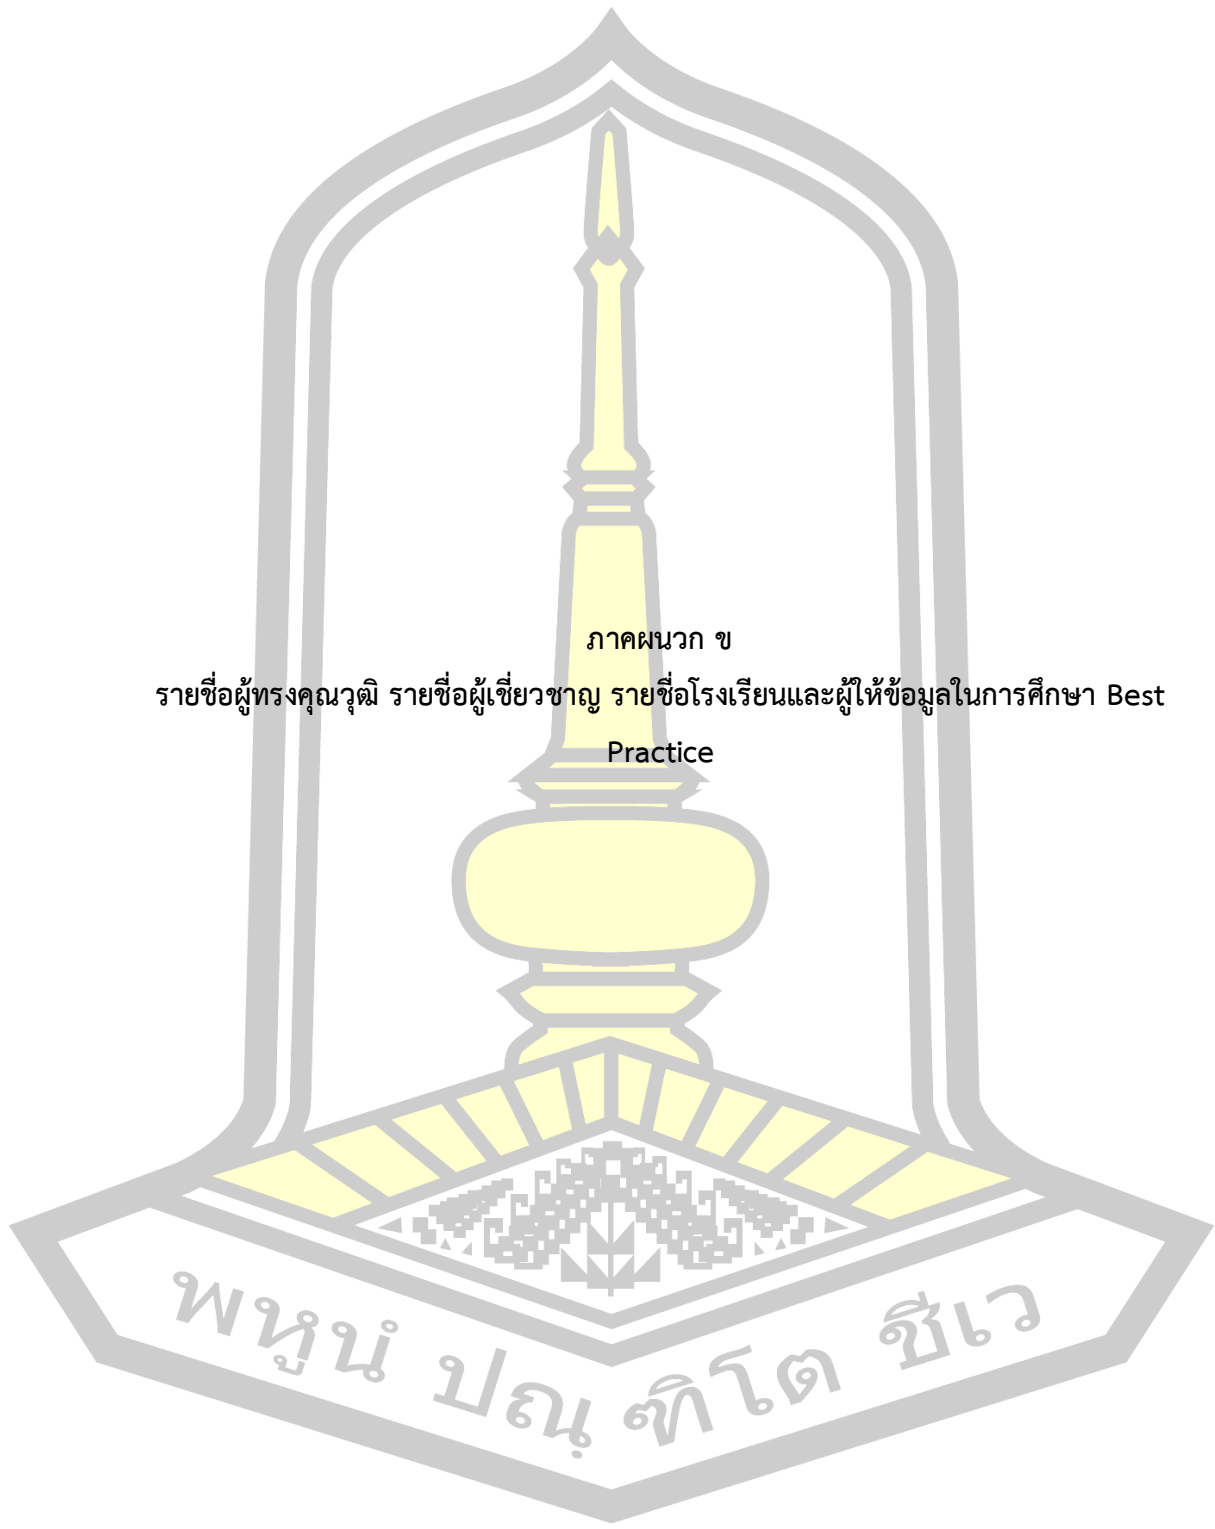 ภาคผนวก ข
รายชื่อผู้ทรงคุณวุฒิ รายชื่อผู้เชี่ยวชาญ รายชื่อโรงเรียนและผู้ให้ข้อมูลในการศึกษา Best
Practice
พหูนํ ปณฺฑิโต ชีเว